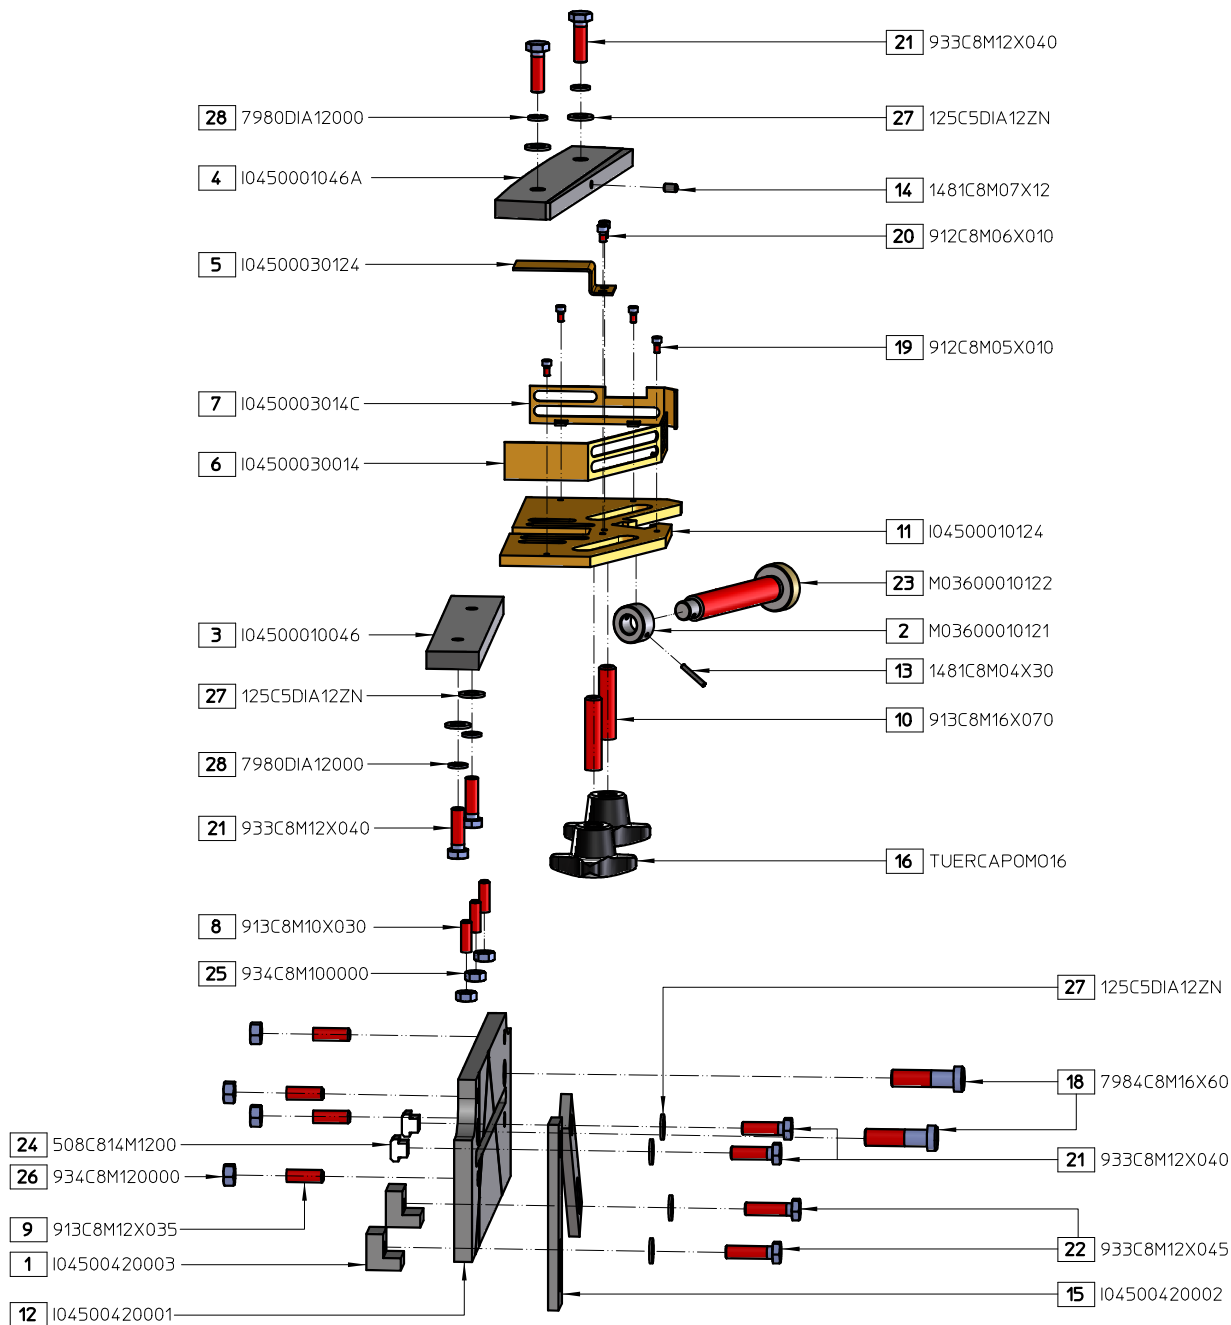 21 933C8M12X040
28 7980DIA12000
27 125C5DIA12ZN
4 I0450001046A
14 1481C8M07X12
20 912C8M06X010
5 I04500030124
19 912C8M05X010
7 I0450003014C
6 I04500030014
11 I04500010124
23 M03600010122
3 I04500010046
2 M03600010121
13 1481C8M04X30
27 125C5DIA12ZN
10 913C8M16X070
28 7980DIA12000
21 933C8M12X040
16 TUERCAPOMO16
8 913C8M10X030
25 934C8M100000
27 125C5DIA12ZN
18 7984C8M16X60
24 508C814M1200
21 933C8M12X040
26 934C8M120000
9 913C8M12X035
22 933C8M12X045
1 I04500420003
15 I04500420002
12 I04500420001